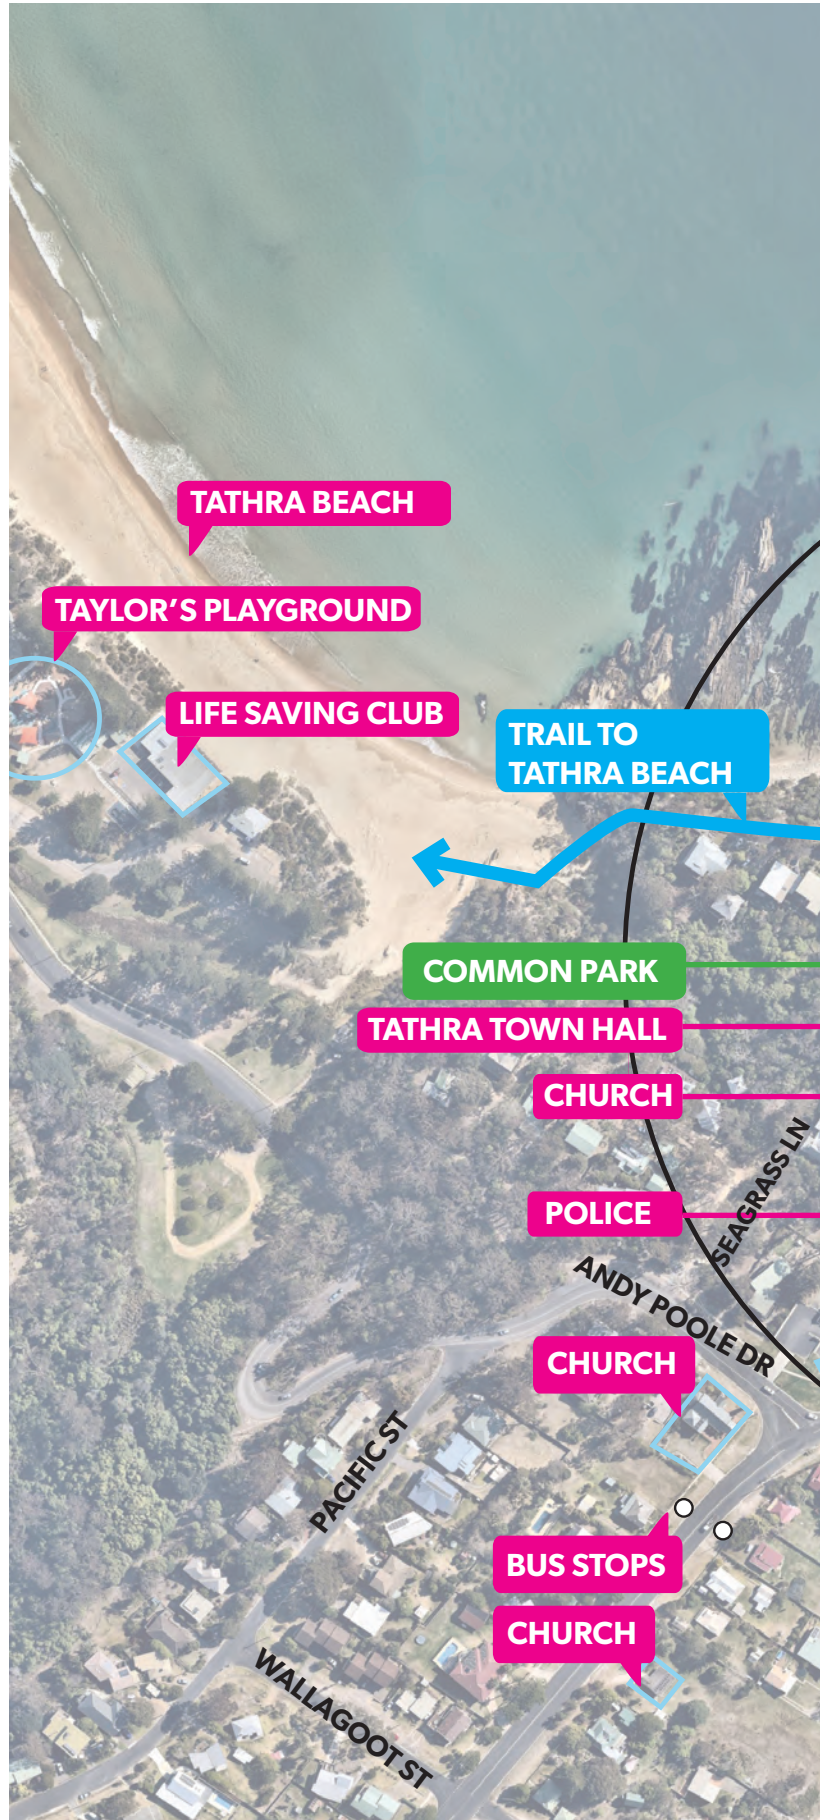 TATHRA BEACH
TAYLOR’S PLAYGROUND
LIFE SAVING CLUB
TRAIL TO
TATHRA BEACH
COMMON PARK
TATHRA TOWN HALL
CHURCH
SEAGRASS LN
POLICE
ANDY POOLE DR
CHURCH
PACIFIC ST
BUS STOPS
CHURCH
WALLAGOOT ST